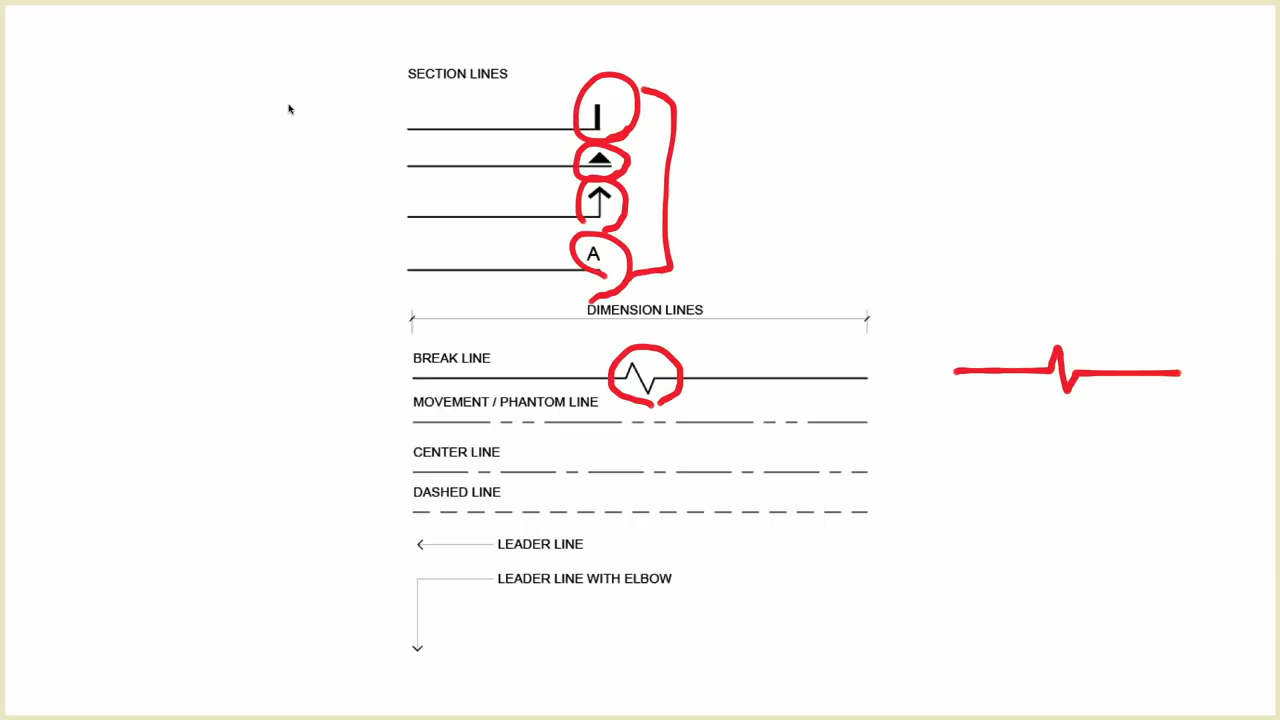 SECTION LINES
A
DIMENSION LINES
BREAK LINE
MOVEMENT / PHANTOM LINE
CENTER LINE
DASHED LINE
LEADER LINE
LEADER LINE WITH ELBOW